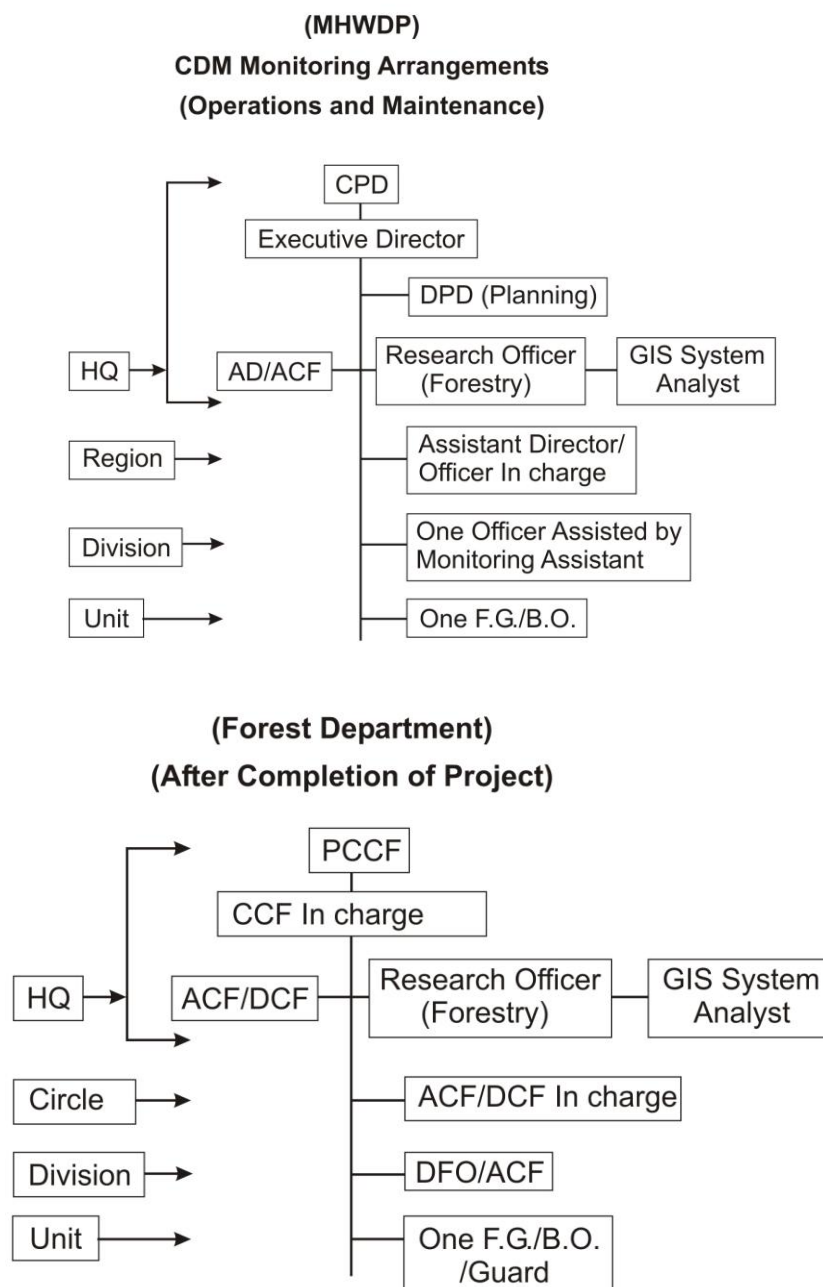 (MHWDP)
CDM Monitoring Arrangements
(Operations and Maintenance)
CPD
Executive Director
DPD (Planning)
HQ
AD/ACF
Research Officer
(Forestry)
GIS System
Analyst
Region
Assistant Director/
Officer In charge
Division
One Officer Assisted by
Monitoring Assistant
Unit
One F.G./B.O.
(Forest Department)
(After Completion of Project)
PCCF
CCF In charge
HQ
ACF/DCF
Research Officer
(Forestry)
GIS System
Analyst
Circle
ACF/DCF In charge
Division
DFO/ACF
Unit
One F.G./B.O.
/Guard